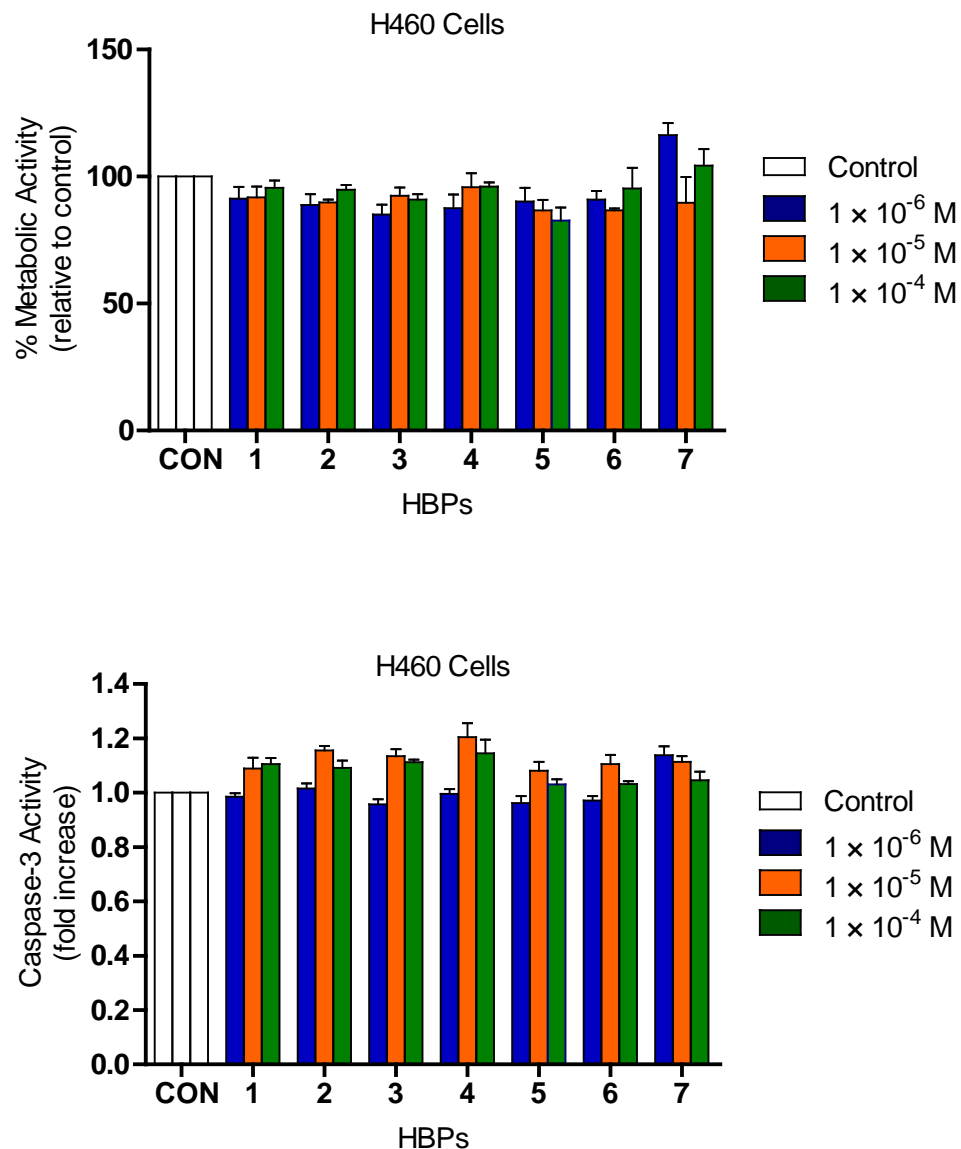 H460 Cells
150
100
50
0
% Metabolic Activity
(relative to control)
CON 1 2 3 4 5 6 7
HBPs
Control
1 × 10⁻⁶ M
1 × 10⁻⁵ M
1 × 10⁻⁴ M
H460 Cells
1.4
1.2
1.0
0.8
0.6
0.4
0.2
0.0
Caspase-3 Activity
(fold increase)
CON 1 2 3 4 5 6 7
HBPs
Control
1 × 10⁻⁶ M
1 × 10⁻⁵ M
1 × 10⁻⁴ M